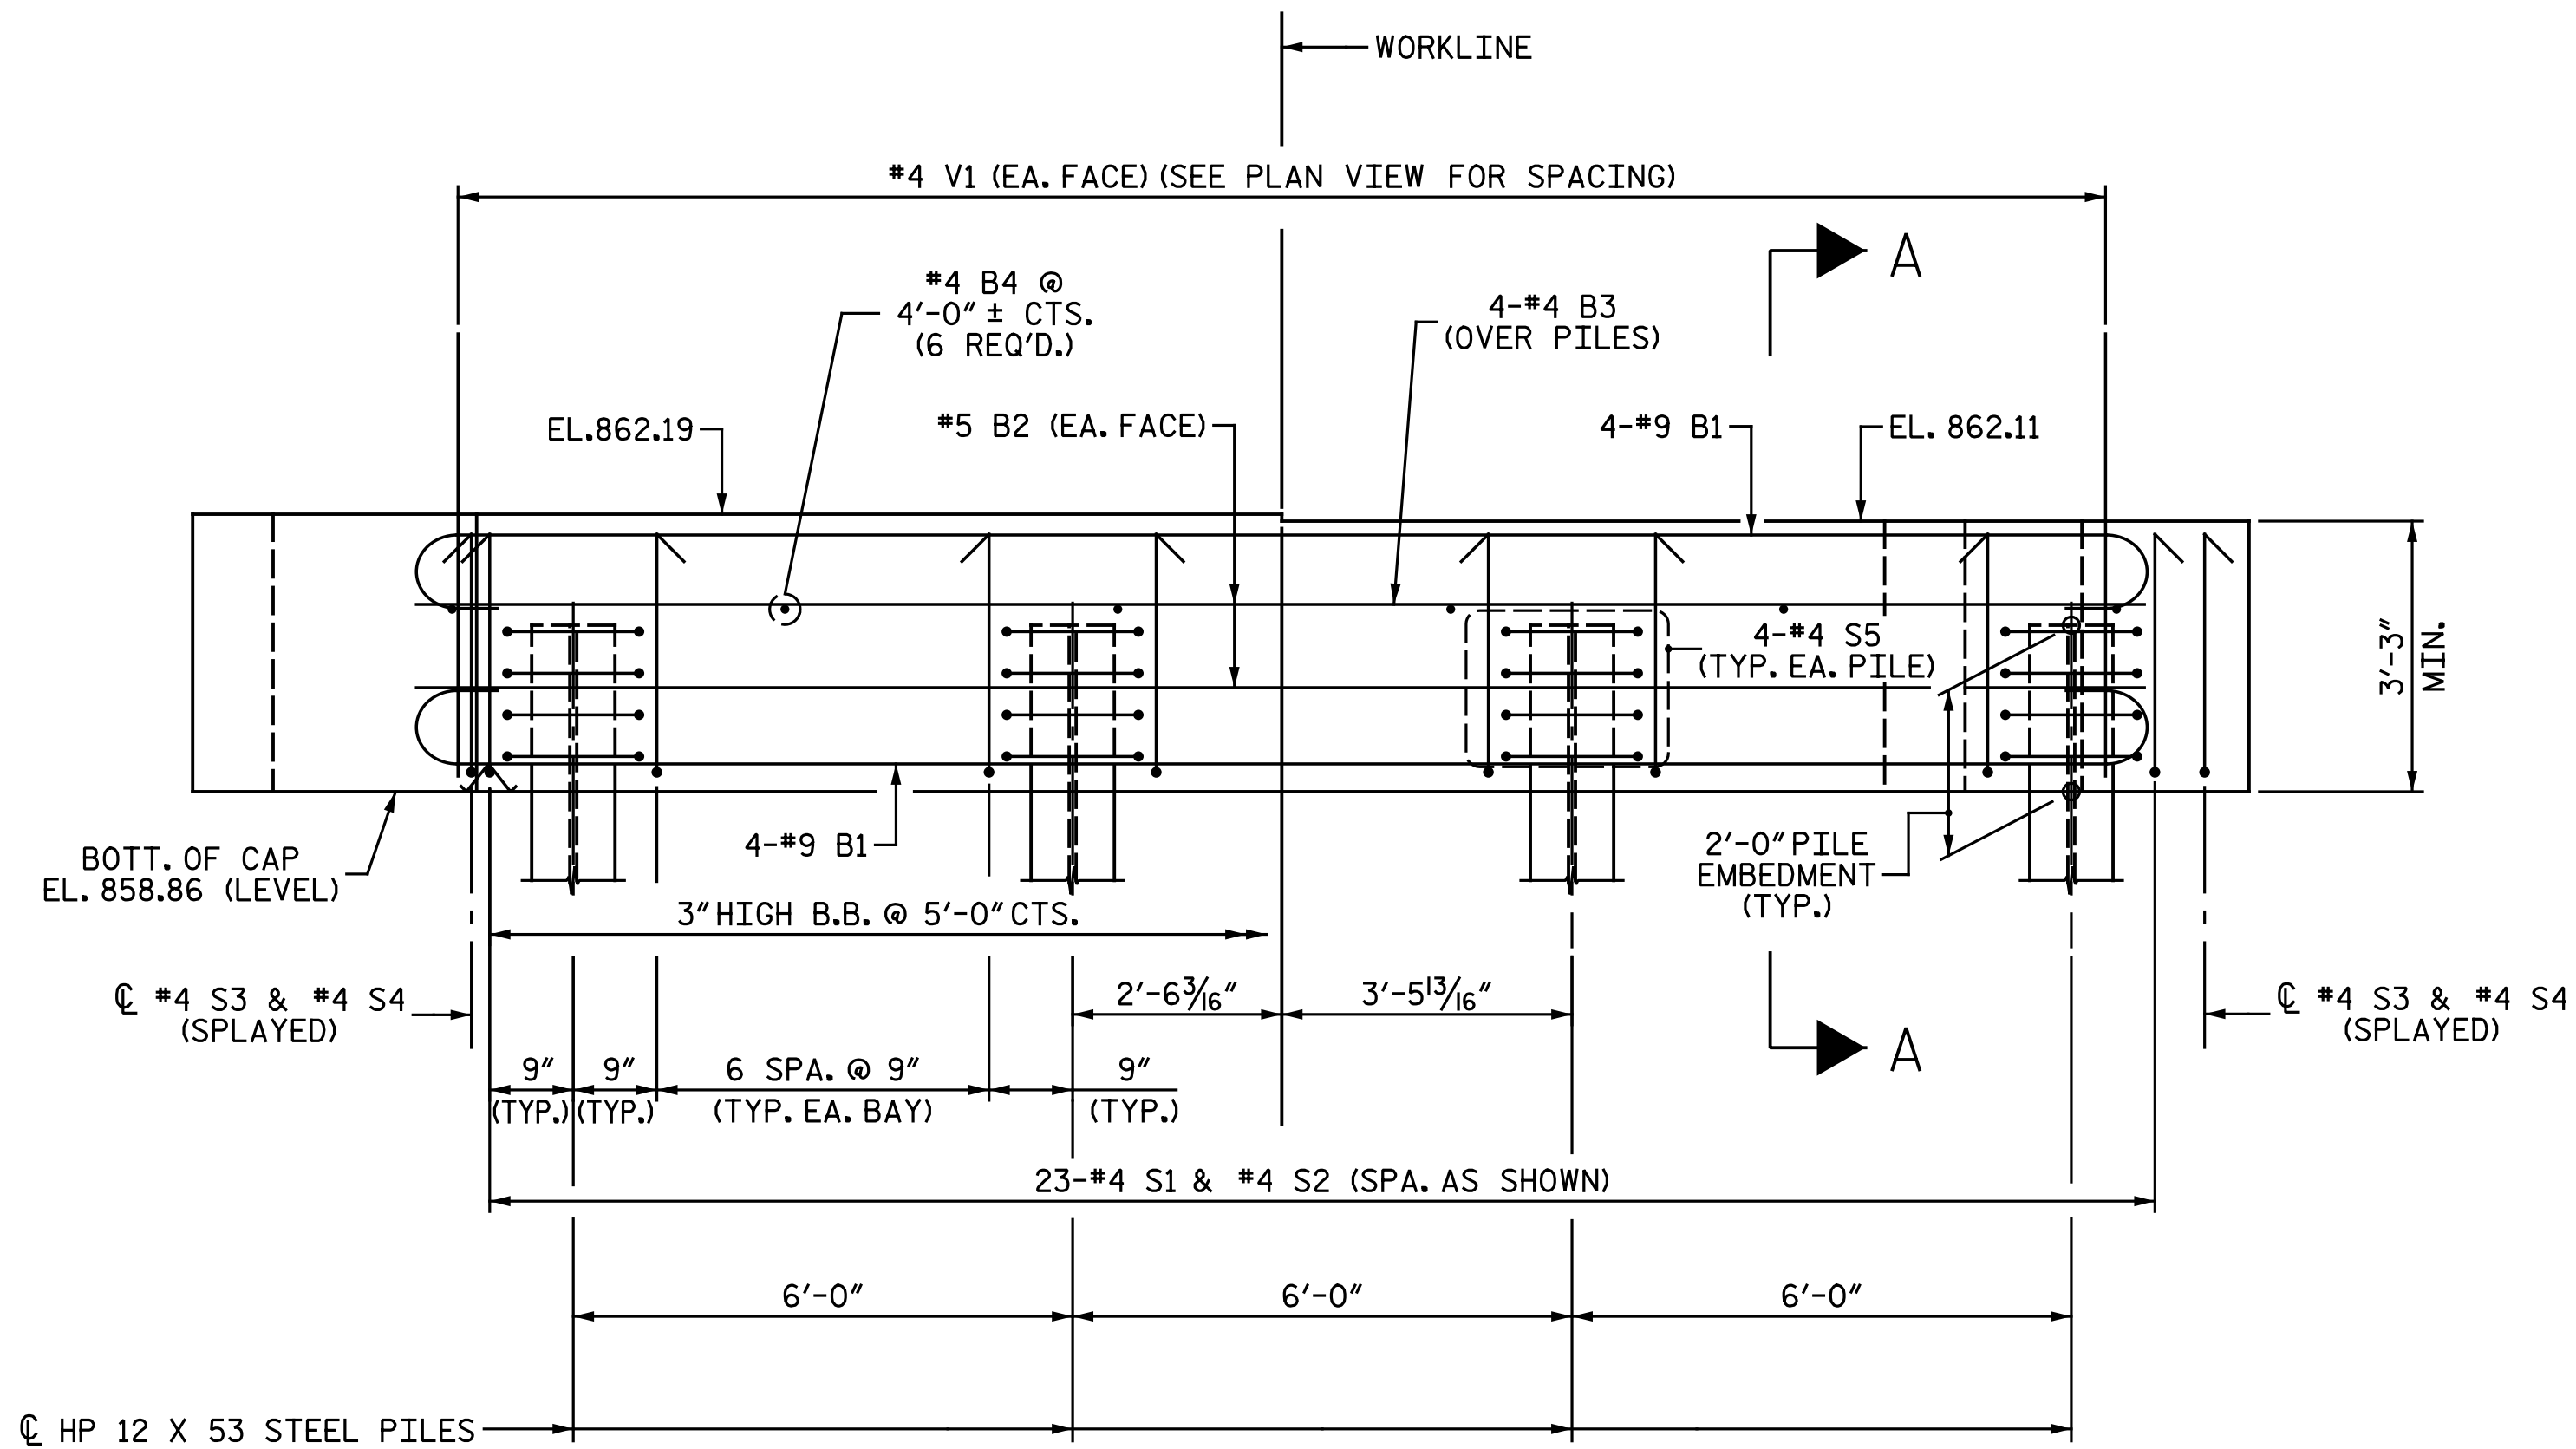 WORKLINE
#4 V1 (EA. FACE) (SEE PLAN VIEW FOR SPACING)
A
#4 B4 @
4'-0" ± CTS.
(6 REQ'D.)
4-#4 B3
(OVER PILES)
EL.862.19
#5 B2 (EA. FACE)
4-#9 B1
EL. 862.11
4-#4 S5
(TYP. EA. PILE)
3'-3"
MIN.
4-#9 B1
BOTT. OF CAP
EL. 858.86 (LEVEL)
2'-0" PILE
EMBEDMENT
(TYP.)
3" HIGH B.B. @ 5'-0" CTS.
℄ #4 S3 & #4 S4
(SPLAYED)
2'-6 3/16"
3'-5 13/16"
A
℄ #4 S3 & #4 S4
(SPLAYED)
9"
(TYP.)
9"
(TYP.)
6 SPA. @ 9"
(TYP. EA. BAY)
9"
(TYP.)
23-#4 S1 & #4 S2 (SPA. AS SHOWN)
6'-0"
6'-0"
6'-0"
℄ HP 12 X 53 STEEL PILES